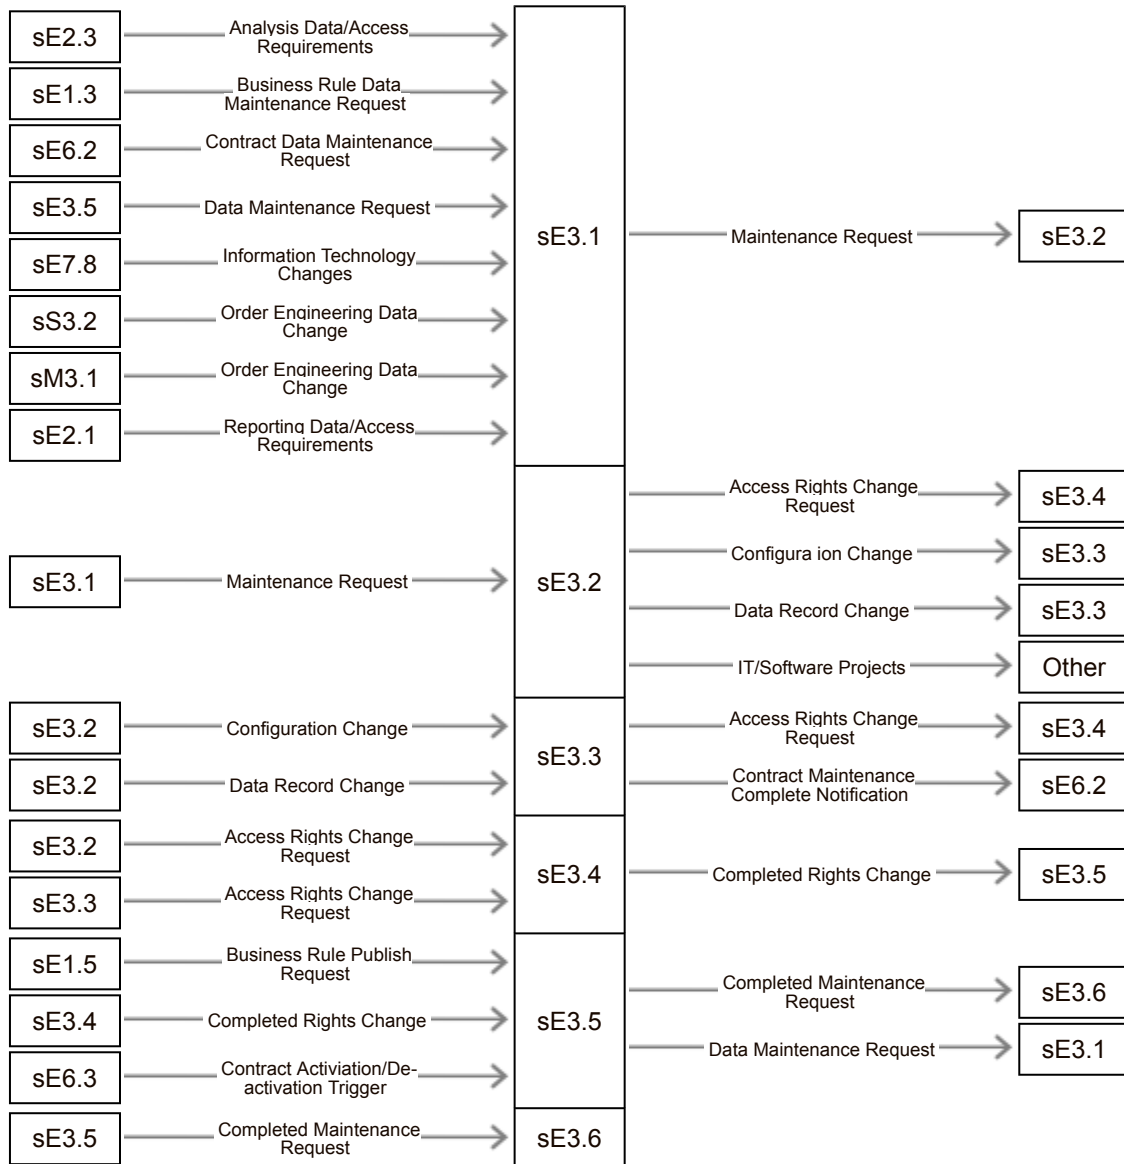 sE2.3
Analysis Data/Access
Requirements
sE1.3
Business Rule Data
Maintenance Request
sE6.2
Contract Data Maintenance
Request
sE3.5
Data Maintenance Request
sE7.8
Information Technology
Changes
sS3.2
Order Engineering Data
Change
sM3.1
Order Engineering Data
Change
sE2.1
Reporting Data/Access
Requirements
sE3.1
Maintenance Request
sE3.2
sE3.1
Maintenance Request
sE3.2
Access Rights Change
Request
sE3.4
Configura ion Change
sE3.3
Data Record Change
sE3.3
IT/Software Projects
Other
sE3.2
Configuration Change
sE3.2
Data Record Change
sE3.3
Access Rights Change
Request
sE3.4
Contract Maintenance
Complete Notification
sE6.2
sE3.2
Access Rights Change
Request
sE3.3
Access Rights Change
Request
sE3.4
Completed Rights Change
sE3.5
sE1.5
Business Rule Publish
Request
sE3.4
Completed Rights Change
sE6.3
Contract Activiation/De-
activation Trigger
sE3.5
Completed Maintenance
Request
sE3.6
Data Maintenance Request
sE3.1
sE3.5
Completed Maintenance
Request
sE3.6